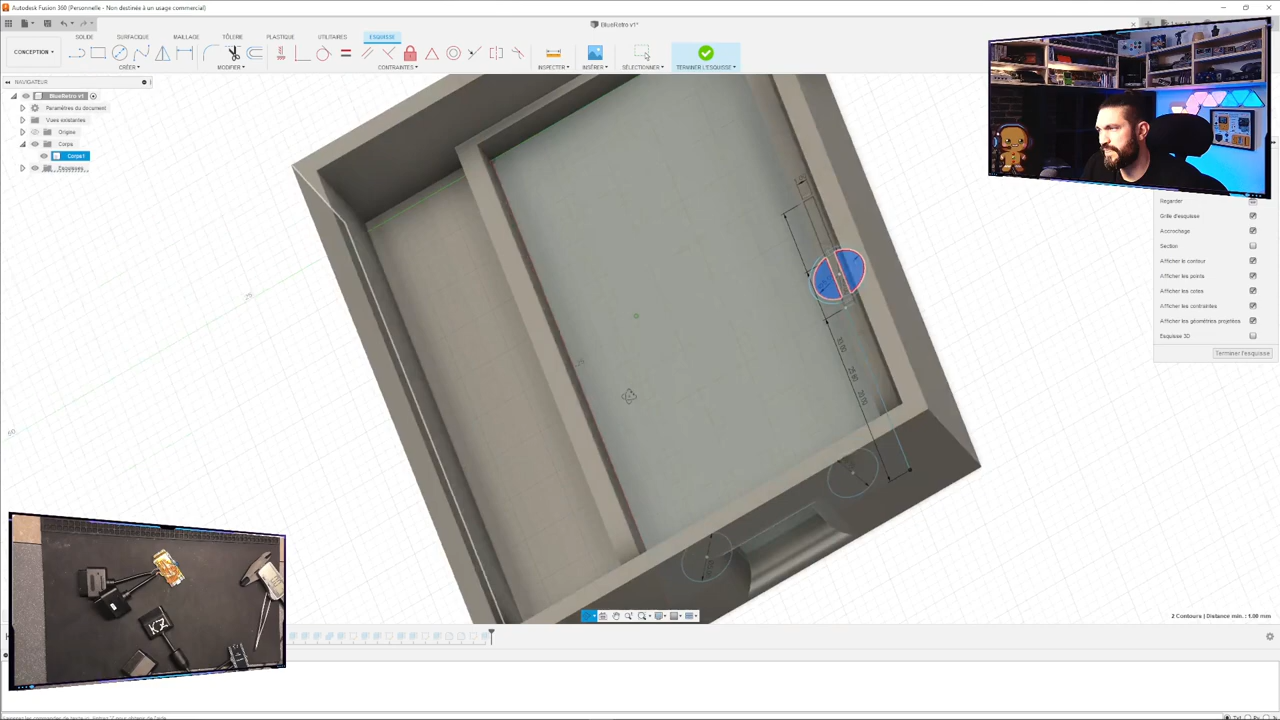 Autodesk Fusion 360 (Personnelle - Non destinée à un usage commercial)
BlueRetro v1*
CONCEPTION
SOLIDE
SURFACIQUE
MAILLAGE
TÔLERIE
PLASTIQUE
UTILITAIRES
ESQUISSE
CRÉER
MODIFIER
CONTRAINTES
INSPECTER
INSÉRER
SÉLECTIONNER
TERMINER L'ESQUISSE
NAVIGATEUR
BlueRetro v1
Paramètres du document
Vues existantes
Origine
Corps
Corps1
Esquisses
Regarder
Grille d'esquisse
Accrochage
Section
Afficher le contour
Afficher les points
Afficher les cotes
Afficher les contraintes
Afficher les géométries projetées
Esquisse 3D
Terminer l'esquisse
KZ
2 Contours | Distance min. : 1.00 mm